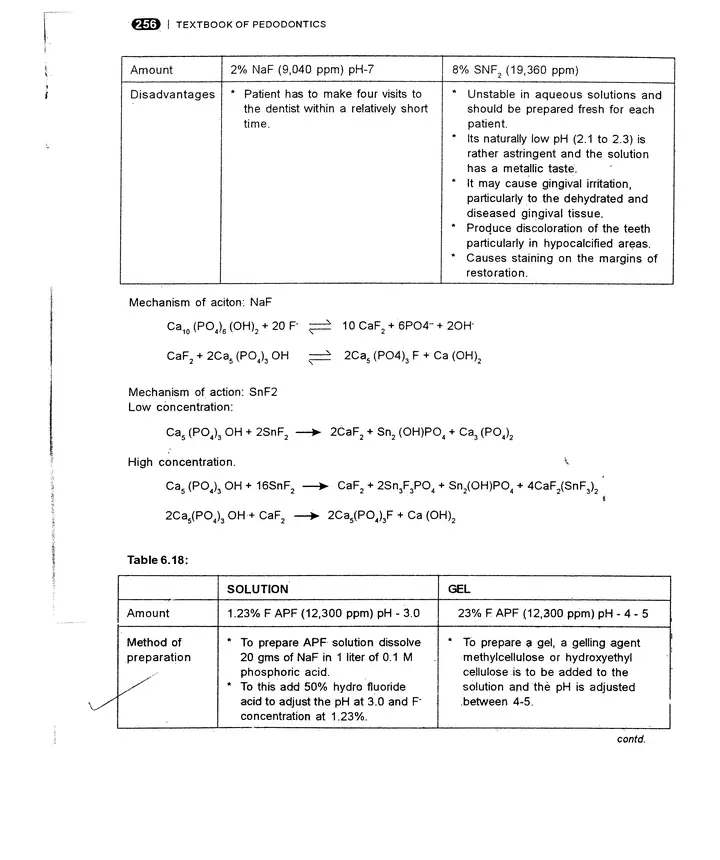 256 | TEXTBOOK OF PEDODONTICS
Amount 2% NaF (9,040 ppm) pH-7 8% SNF₂ (19,360 ppm)
Disadvantages * Patient has to make four visits to * Unstable in aqueous solutions and
the dentist within a relatively short should be prepared fresh for each
time. patient.
* Its naturally low pH (2.1 to 2.3) is
rather astringent and the solution
has a metallic taste.
* It may cause gingival irritation,
particularly to the dehydrated and
diseased gingival tissue.
* Produce discoloration of the teeth
particularly in hypocalcified areas.
* Causes staining on the margins of
restoration.
Mechanism of aciton: NaF
Ca₁₀ (PO₄)₆ (OH)₂ + 20 F⁻ ⇌ 10 CaF₂ + 6PO4⁻⁻ + 2OH⁻
CaF₂ + 2Ca₅ (PO₄)₃ OH ⇌ 2Ca₅ (PO4)₃ F + Ca (OH)₂
Mechanism of action: SnF2
Low concentration:
Ca₅ (PO₄)₃ OH + 2SnF₂ → 2CaF₂ + Sn₂ (OH)PO₄ + Ca₃ (PO₄)₂
High concentration.
Ca₅ (PO₄)₃ OH + 16SnF₂ → CaF₂ + 2Sn₃F₃PO₄ + Sn₂(OH)PO₄ + 4CaF₂(SnF₃)₂
2Ca₅(PO₄)₃ OH + CaF₂ → 2Ca₅(PO₄)₃F + Ca (OH)₂
Table 6.18:
SOLUTION GEL
Amount 1.23% F APF (12,300 ppm) pH - 3.0 23% F APF (12,300 ppm) pH - 4 - 5
Method of * To prepare APF solution dissolve * To prepare a gel, a gelling agent
preparation 20 gms of NaF in 1 liter of 0.1 M methylcellulose or hydroxyethyl
phosphoric acid. cellulose is to be added to the
* To this add 50% hydro fluoride solution and the pH is adjusted
acid to adjust the pH at 3.0 and F⁻ between 4-5.
concentration at 1.23%.
contd.